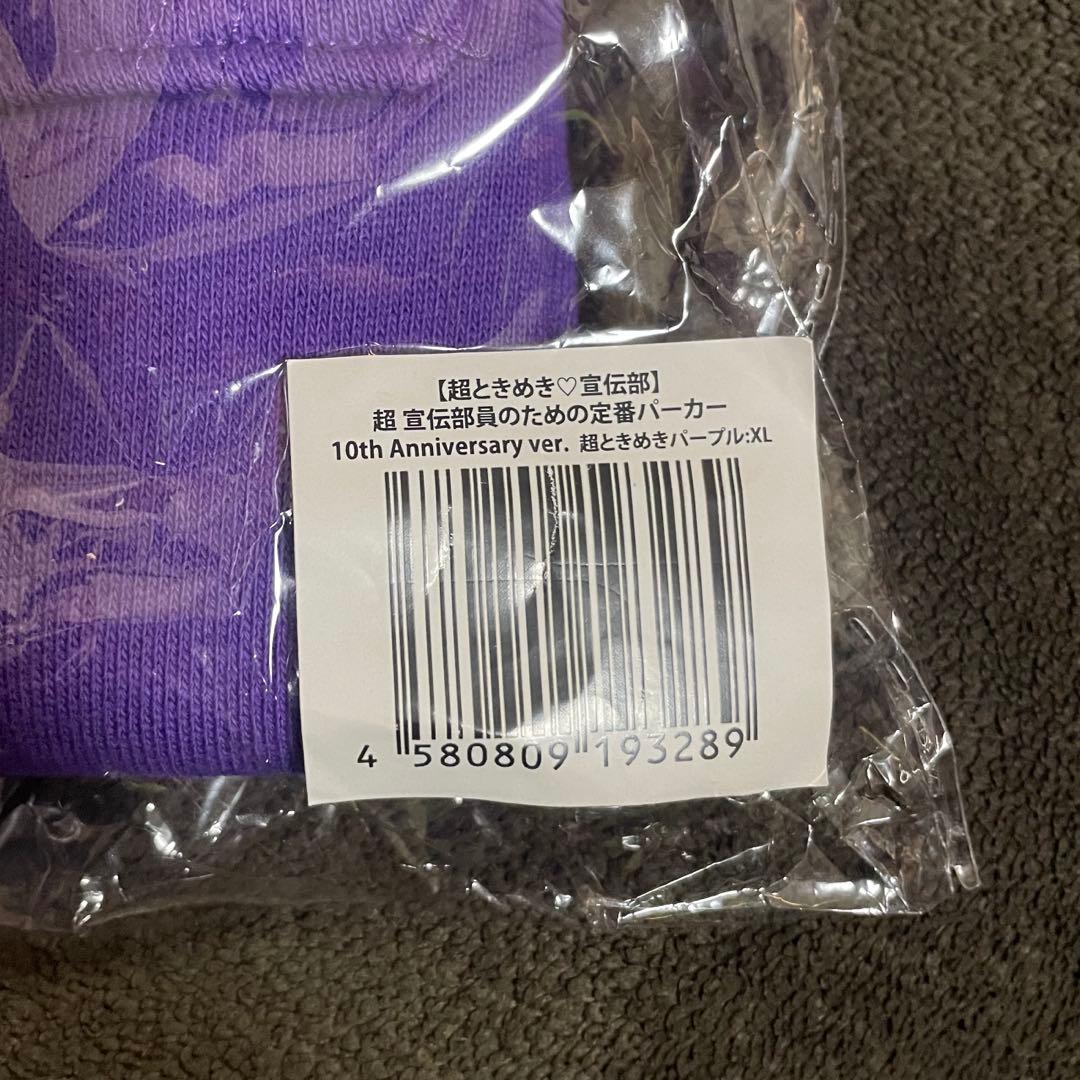 【超ときめき♡宣伝部】
超 宣伝部員のための定番パーカー
10th Anniversary ver. 超ときめきパープル:XL
4 580809 193289